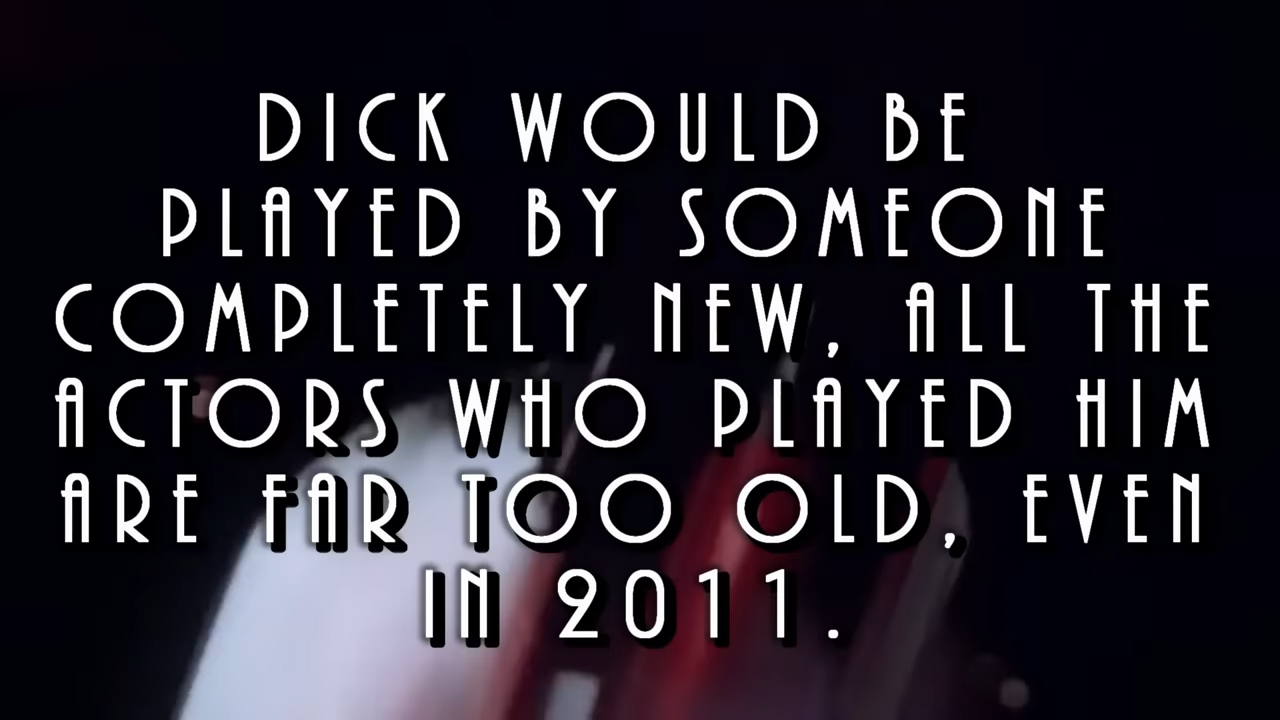 DICK WOULD BE
PLAYED BY SOMEONE
COMPLETELY NEW, ALL THE
ACTORS WHO PLAYED HIM
ARE FAR TOO OLD, EVEN
IN 2011.